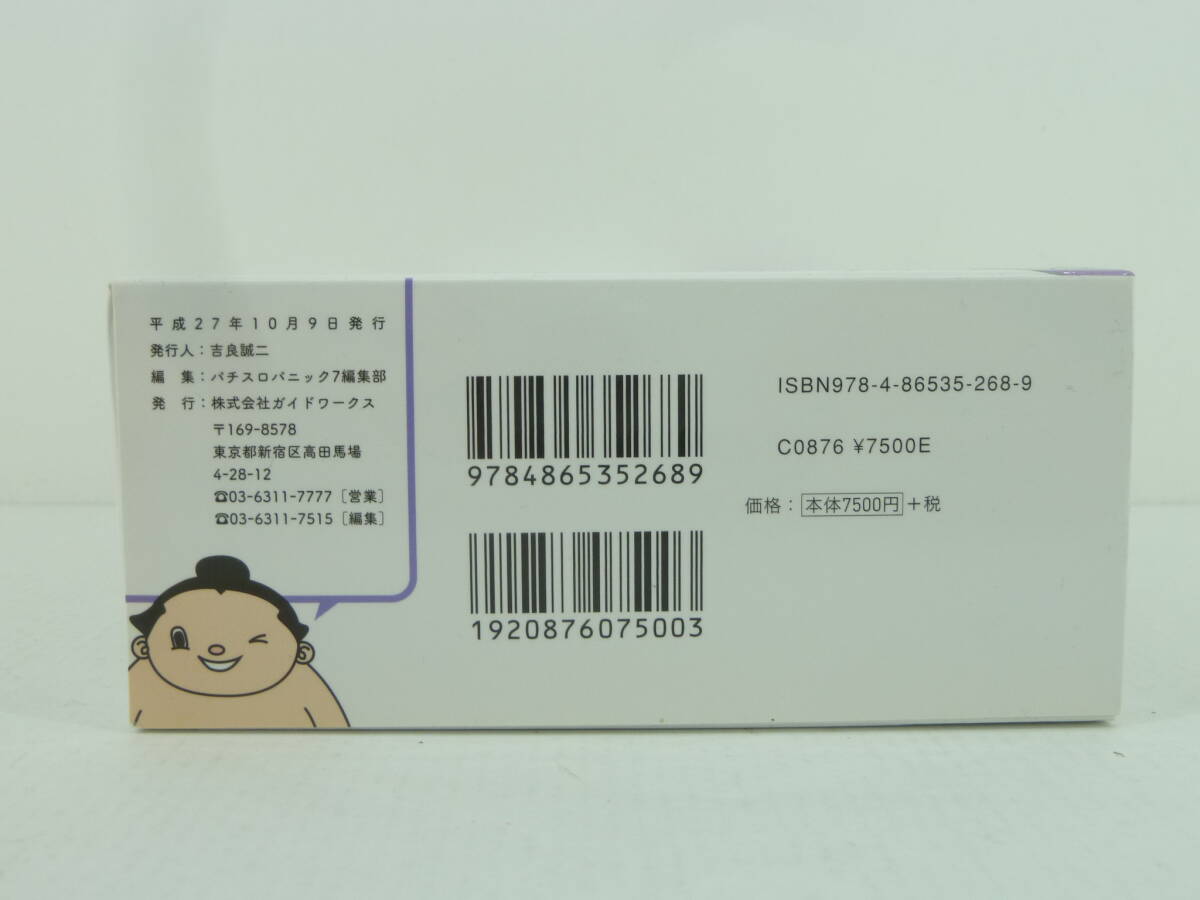 平成27年10月9日発行
発行人：吉良誠二
編　集：パチスロパニック7編集部
発　行：株式会社ガイドワークス
〒169-8578
東京都新宿区高田馬場
4-28-12
☎03-6311-7777［営業］
☎03-6311-7515［編集］
9784865352689
1920876075003
ISBN978-4-86535-268-9
C0876 ¥7500E
価格：本体7500円＋税